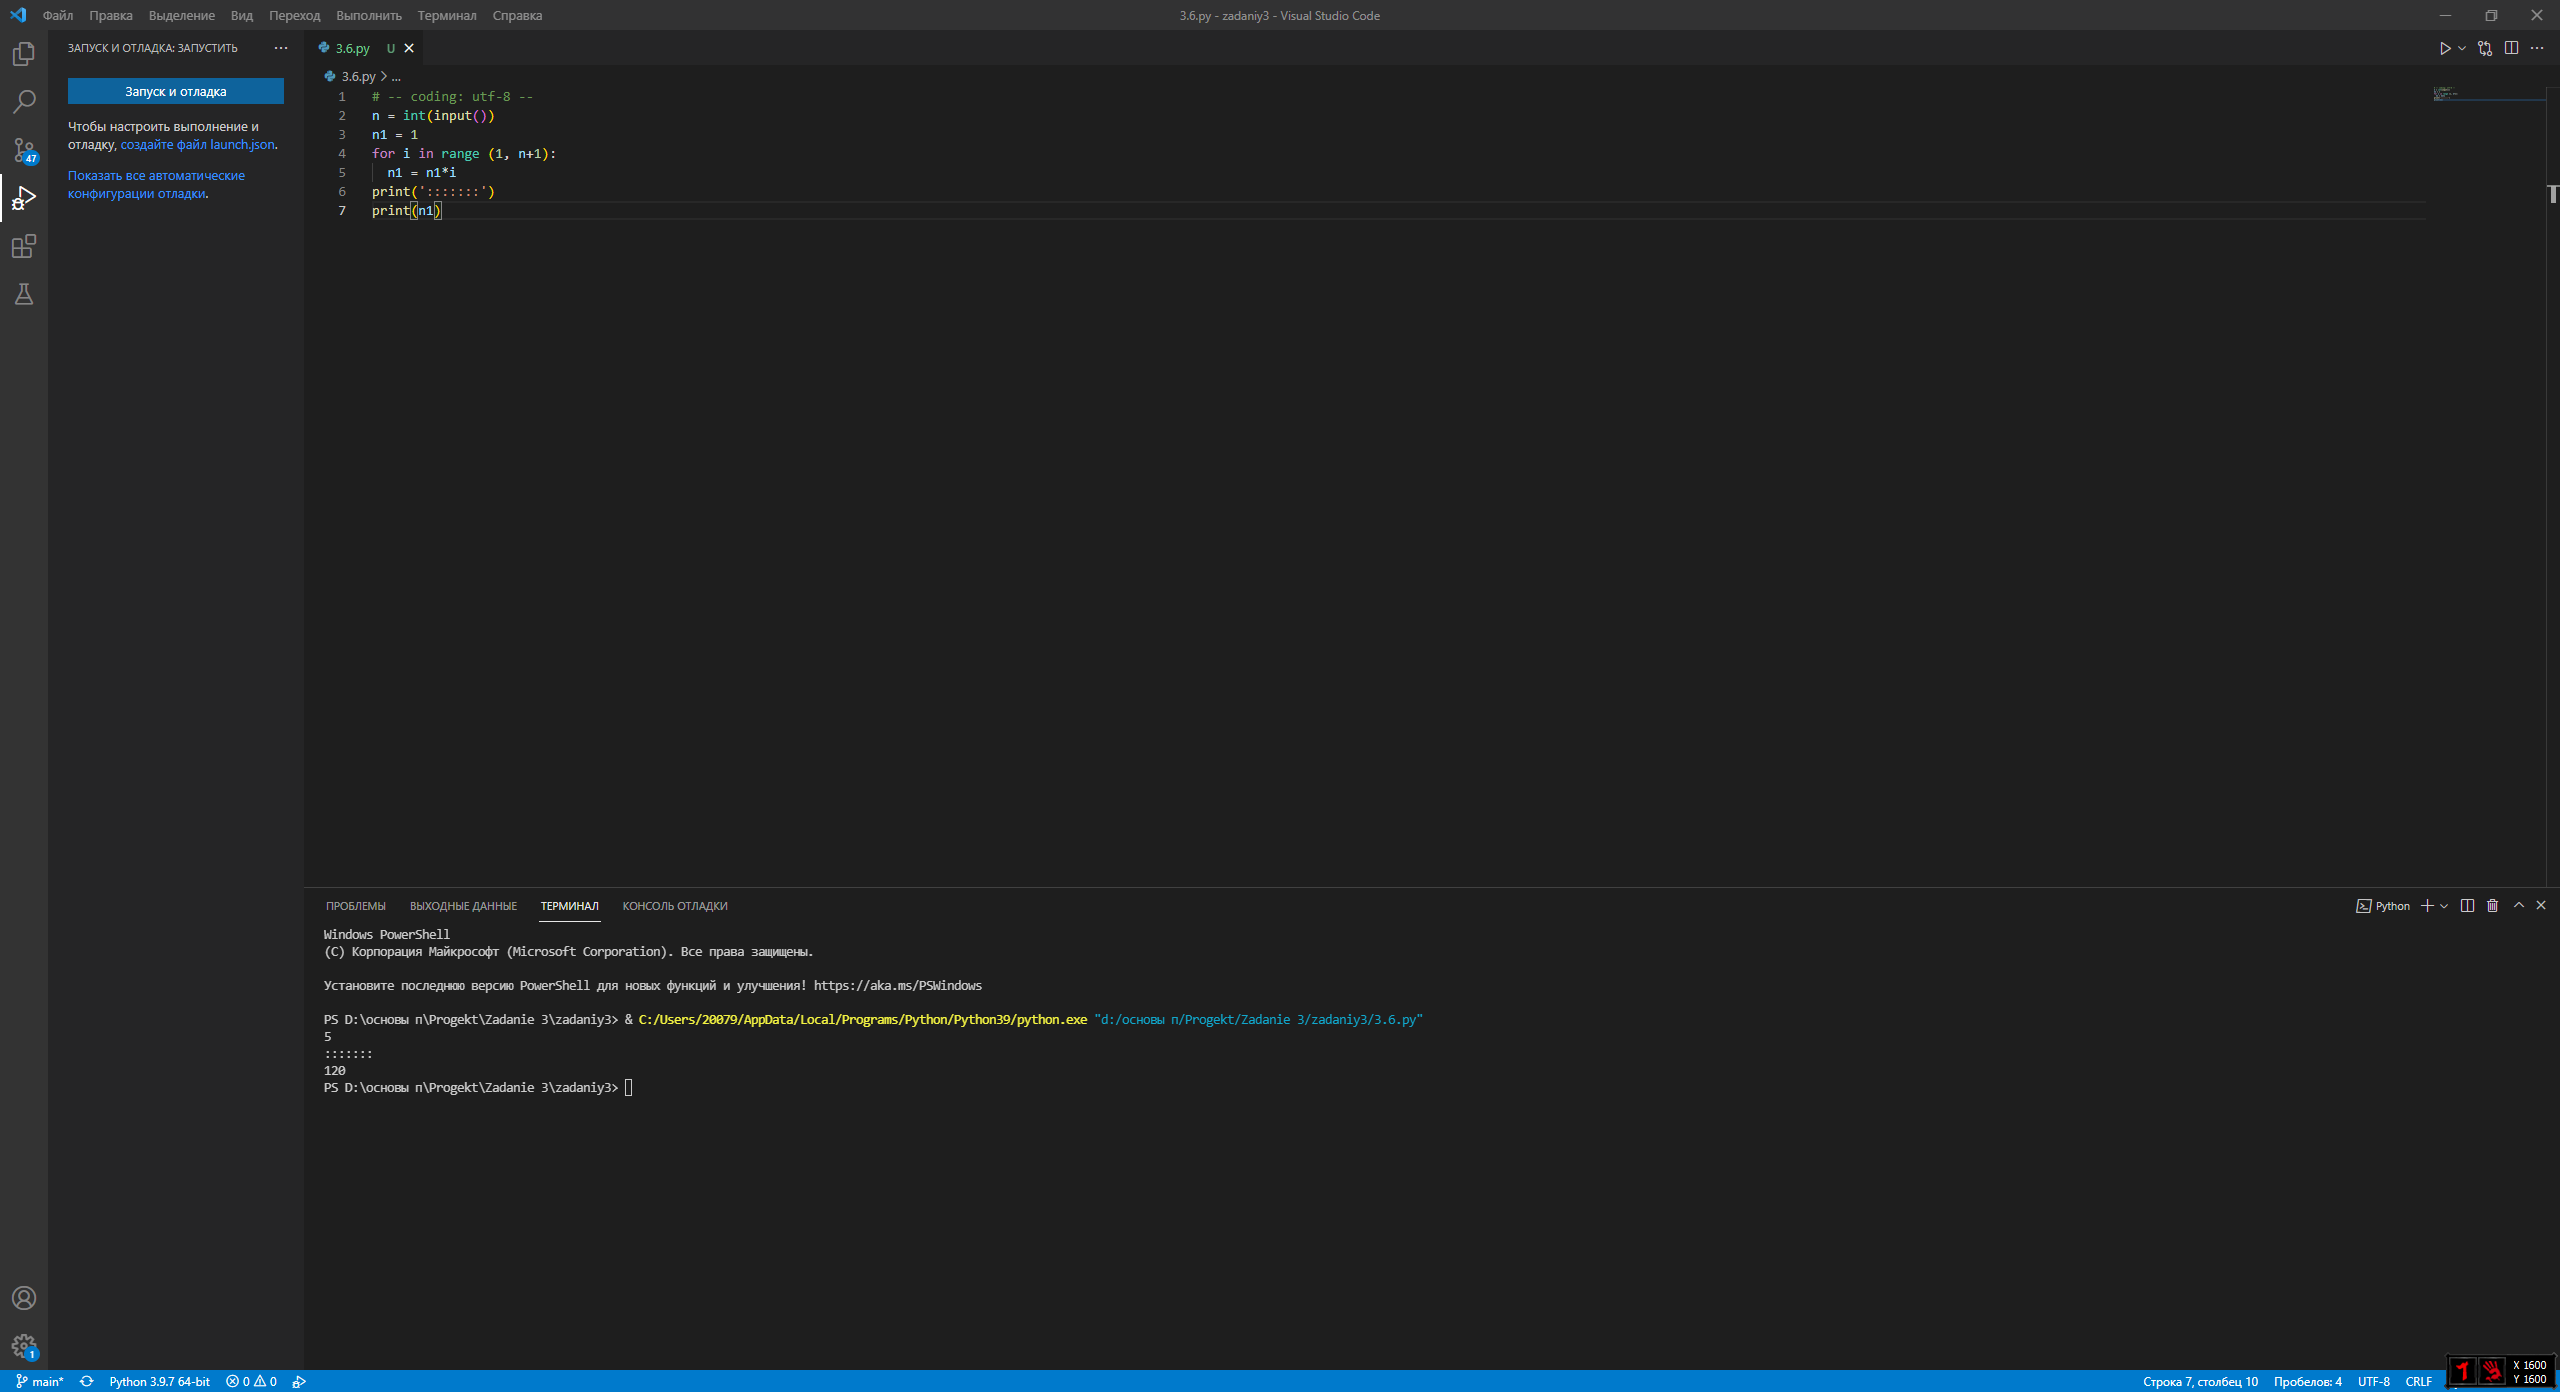 Файл Правка Выделение Вид Переход Выполнить Терминал Справка
3.6.py - zadaniy3 - Visual Studio Code
ЗАПУСК И ОТЛАДКА: ЗАПУСТИТЬ ...
Запуск и отладка
Чтобы настроить выполнение и
отладку, создайте файл launch.json.
Показать все автоматические
конфигурации отладки.
47
1
3.6.py U
3.6.py > ...
1 # -- coding: utf-8 --
2 n = int(input())
3 n1 = 1
4 for i in range (1, n+1):
5 n1 = n1*i
6 print(':::::::')
7 print(n1)
ПРОБЛЕМЫ ВЫХОДНЫЕ ДАННЫЕ ТЕРМИНАЛ КОНСОЛЬ ОТЛАДКИ
Python
Windows PowerShell
(C) Корпорация Майкрософт (Microsoft Corporation). Все права защищены.
Установите последнюю версию PowerShell для новых функций и улучшения! https://aka.ms/PSWindows
PS D:\основы п\Progekt\Zadanie 3\zadaniy3> & C:/Users/20079/AppData/Local/Programs/Python/Python39/python.exe "d:/основы п/Progekt/Zadanie 3/zadaniy3/3.6.py"
5
:::::::
120
PS D:\основы п\Progekt\Zadanie 3\zadaniy3>
main* Python 3.9.7 64-bit 0 0
Строка 7, столбец 10 Пробелов: 4 UTF-8 CRLF
X 1600
Y 1600